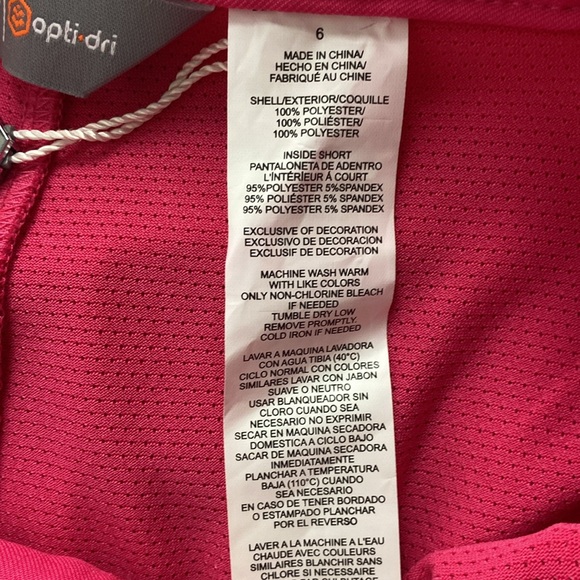 opti·dri
6
MADE IN CHINA/
HECHO EN CHINA/
FABRIQUÉ AU CHINE
SHELL/EXTERIOR/COQUILLE
100% POLYESTER/
100% POLIÉSTER/
100% POLYESTER
INSIDE SHORT
PANTALONETA DE ADENTRO
L'ÍNTÉRIEUR À COURT
95%POLYESTER 5%SPANDEX
95% POLIÉSTER 5% SPANDEX
95% POLYESTER 5% SPANDEX
EXCLUSIVE OF DECORATION
EXCLUSIVO DE DECORACION
EXCLUSIF DE DECORATION
MACHINE WASH WARM
WITH LIKE COLORS
ONLY NON-CHLORINE BLEACH
IF NEEDED
TUMBLE DRY LOW
REMOVE PROMPTLY.
COLD IRON IF NEEDED
LAVAR A MAQUINA LAVADORA
CON AGUA TIBIA (40°C)
CICLO NORMAL CON COLORES
SIMILARES LAVAR CON JABON
SUAVE O NEUTRO
USAR BLANQUEADOR SIN
CLORO CUANDO SEA
NECESARIO NO EXPRIMIR
SECAR EN MAQUINA SECADORA
DOMESTICA A CICLO BAJO
SACAR DE MAQUINA SECADORA
INMEDIATAMENTE
PLANCHAR A TEMPERATURA
BAJA (110°C) CUANDO
SEA NECESARIO
EN CASO DE TENER BORDADO
O ESTAMPADO PLANCHAR
POR EL REVERSO
LAVER A LA MACHINE A L'EAU
CHAUDE AVEC COULEURS
SIMILAIRES BLANCHIR SANS
CHLORE SI NECESSAIRE